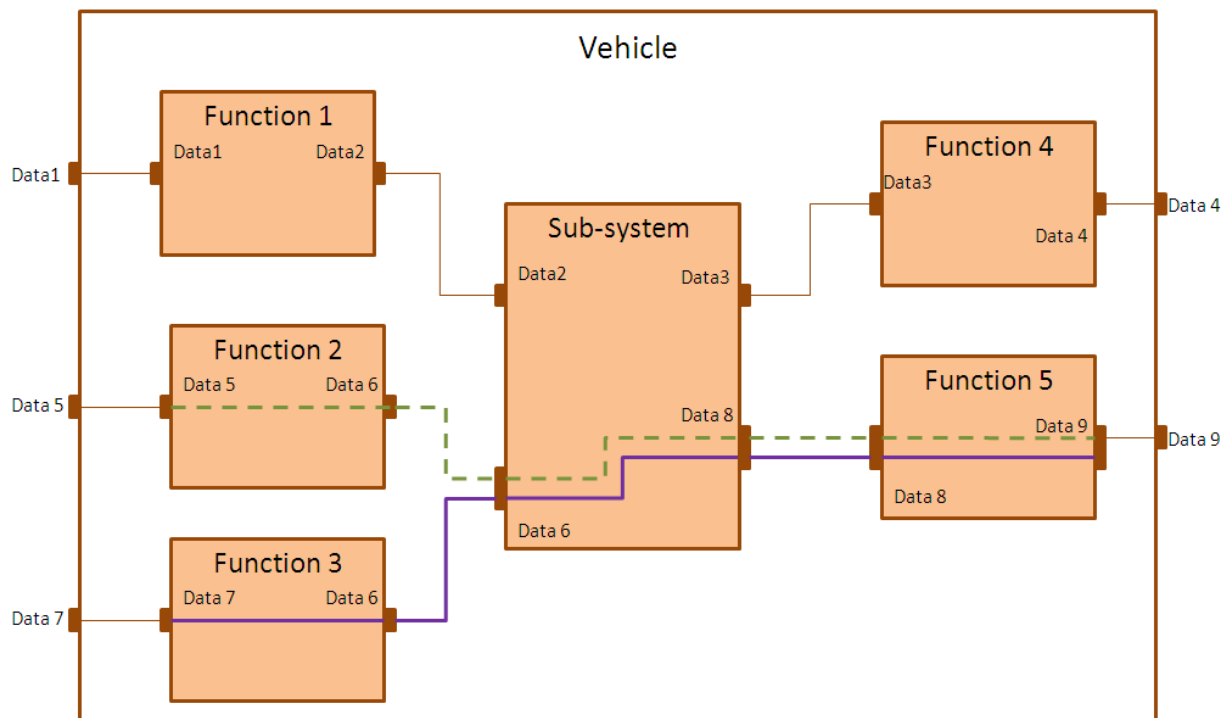 Vehicle
Function 1
Data1
Data2
Data1
Function 4
Data3
Data 4
Data 4
Sub-system
Data2
Data3
Data 8
Data 6
Function 2
Data 5
Data 6
Data 5
Function 5
Data 9
Data 8
Data 9
Function 3
Data 7
Data 6
Data 7